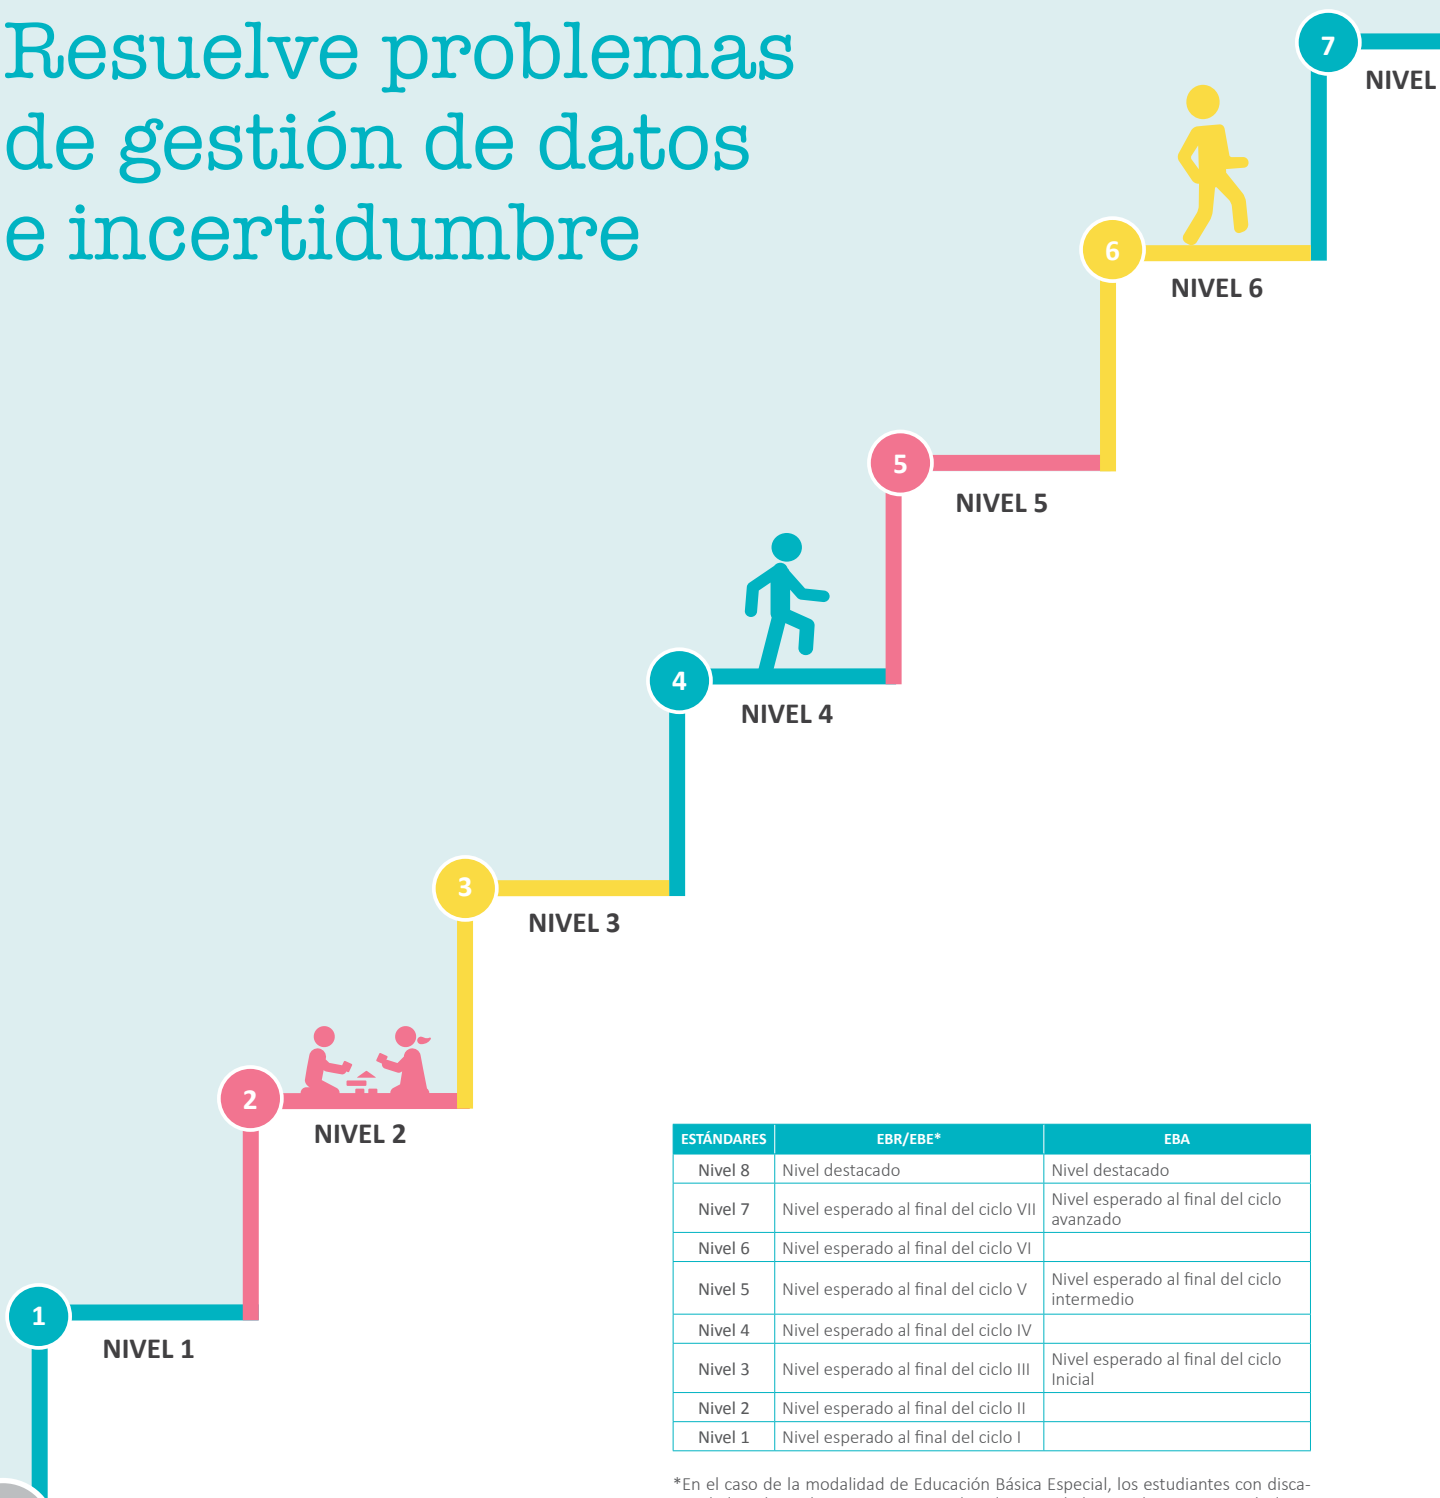 Resuelve problemas
de gestión de datos
e incertidumbre
7
NIVEL
6
NIVEL 6
5
NIVEL 5
4
NIVEL 4
3
NIVEL 3
2
NIVEL 2
1
NIVEL 1
ESTÁNDARES EBR/EBE* EBA
Nivel 8 Nivel destacado Nivel destacado
Nivel 7 Nivel esperado al final del ciclo VII Nivel esperado al final del ciclo
avanzado
Nivel 6 Nivel esperado al final del ciclo VI
Nivel 5 Nivel esperado al final del ciclo V Nivel esperado al final del ciclo
intermedio
Nivel 4 Nivel esperado al final del ciclo IV
Nivel 3 Nivel esperado al final del ciclo III Nivel esperado al final del ciclo
Inicial
Nivel 2 Nivel esperado al final del ciclo II
Nivel 1 Nivel esperado al final del ciclo I
*En el caso de la modalidad de Educación Básica Especial, los estudiantes con disca-